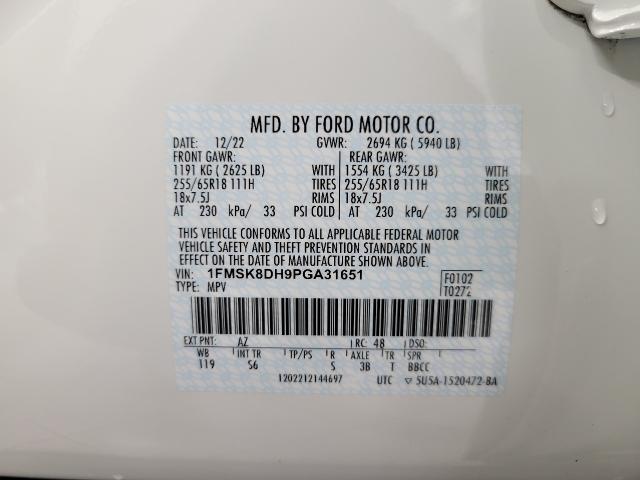 MFD. BY FORD MOTOR CO.
DATE: 12/22 GVWR: 2694 KG ( 5940 LB)
FRONT GAWR: REAR GAWR:
1191 KG ( 2625 LB) WITH 1554 KG ( 3425 LB) WITH
255/65R18 111H TIRES 255/65R18 111H TIRES
18x7.5J RIMS 18x7.5J RIMS
AT 230 kPa/ 33 PSI COLD AT 230 kPa/ 33 PSI COLD
THIS VEHICLE CONFORMS TO ALL APPLICABLE FEDERAL MOTOR
VEHICLE SAFETY AND THEFT PREVENTION STANDARDS IN
EFFECT ON THE DATE OF MANUFACTURE SHOWN ABOVE.
VIN: 1FMSK8DH9PGA31651 F0102
TYPE: MPV T0272
EXT PNT: AZ RC: 48 DSO:
WB INT TR TP/PS R AXLE TR SPR
119 S6 S 3B T BBCC
1202212144697 UTC ▽ 5U5A-1520472-BA